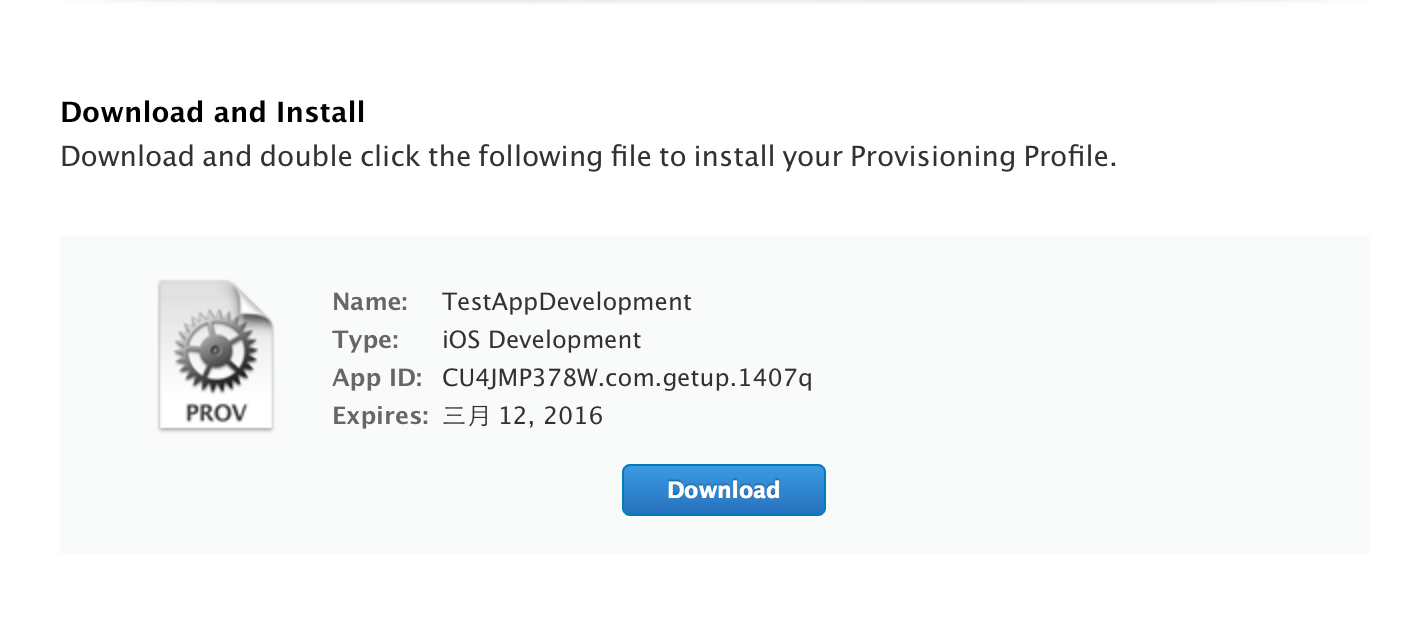 Download and Install
Download and double click the following file to install your Provisioning Profile.
PROV
Name: TestAppDevelopment
Type: iOS Development
App ID: CU4JMP378W.com.getup.1407q
Expires: 三月 12, 2016
Download